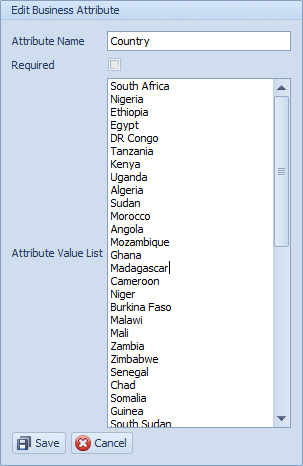 Edit Business Attribute
Attribute Name Country
Required
Attribute Value List
South Africa
Nigeria
Ethiopia
Egypt
DR Congo
Tanzania
Kenya
Uganda
Algeria
Sudan
Morocco
Angola
Mozambique
Ghana
Madagascar
Cameroon
Niger
Burkina Faso
Malawi
Mali
Zambia
Zimbabwe
Senegal
Chad
Somalia
Guinea
South Sudan
Save Cancel